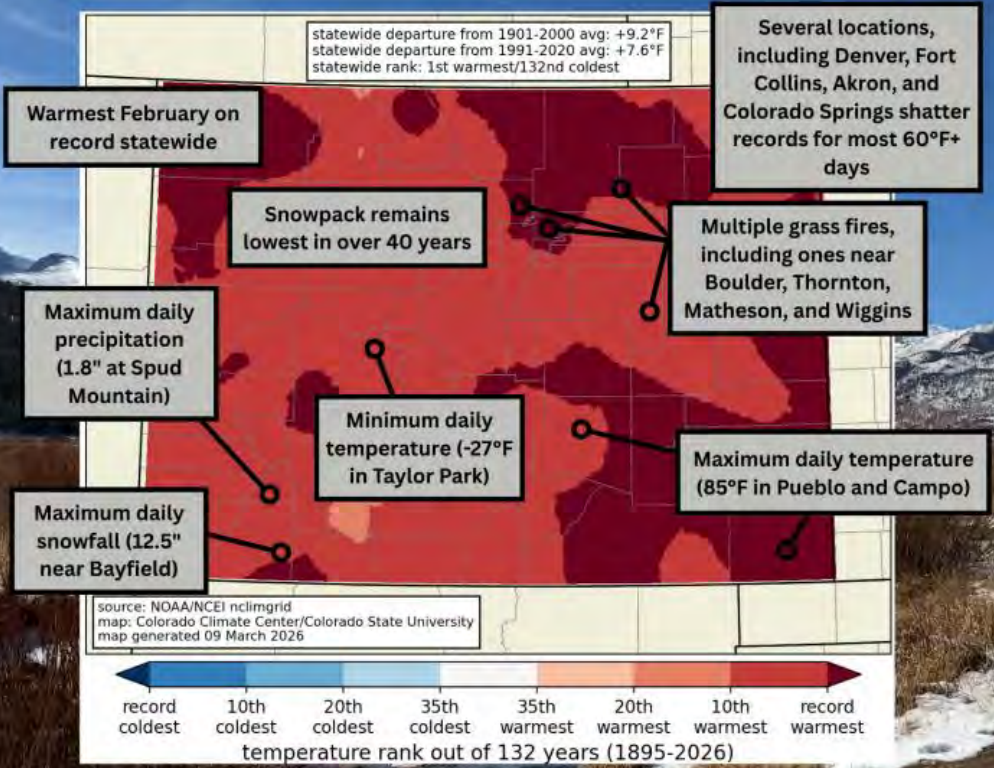 statewide departure from 1901-2000 avg: +9.2°F
statewide departure from 1991-2020 avg: +7.6°F
statewide rank: 1st warmest/132nd coldest
Several locations,
including Denver, Fort
Collins, Akron, and
Colorado Springs shatter
records for most 60°F+
days
Warmest February on
record statewide
Snowpack remains
lowest in over 40 years
Multiple grass fires,
including ones near
Boulder, Thornton,
Matheson, and Wiggins
Maximum daily
precipitation
(1.8" at Spud
Mountain)
Minimum daily
temperature (-27°F
in Taylor Park)
Maximum daily temperature
(85°F in Pueblo and Campo)
Maximum daily
snowfall (12.5"
near Bayfield)
source: NOAA/NCEI nclimgrid
map: Colorado Climate Center/Colorado State University
map generated 09 March 2026
record coldest
10th coldest
20th coldest
35th coldest
35th warmest
20th warmest
10th warmest
record warmest
temperature rank out of 132 years (1895-2026)